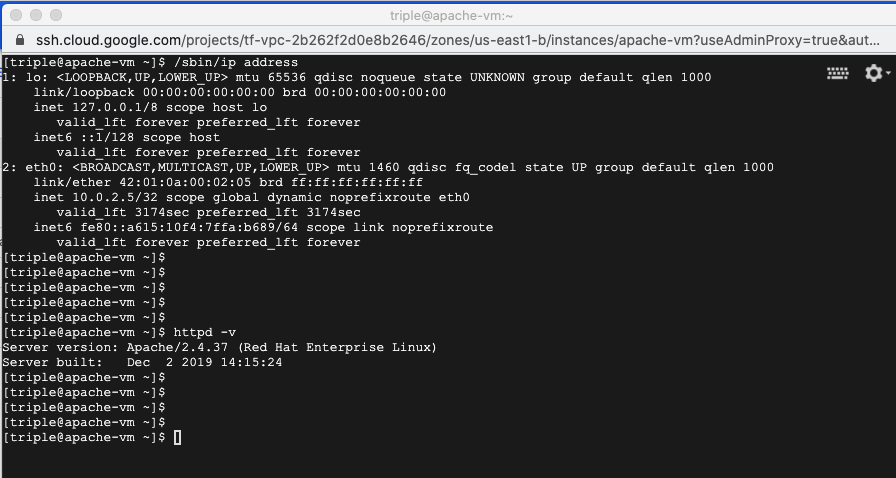 triple@apache-vm:~
ssh.cloud.google.com/projects/tf-vpc-2b262f2d0e8b2646/zones/us-east1-b/instances/apache-vm?useAdminProxy=true&aut...
[triple@apache-vm ~]$ /sbin/ip address
1: lo: <LOOPBACK,UP,LOWER_UP> mtu 65536 qdisc noqueue state UNKNOWN group default qlen 1000
    link/loopback 00:00:00:00:00:00 brd 00:00:00:00:00:00
    inet 127.0.0.1/8 scope host lo
       valid_lft forever preferred_lft forever
    inet6 ::1/128 scope host
       valid_lft forever preferred_lft forever
2: eth0: <BROADCAST,MULTICAST,UP,LOWER_UP> mtu 1460 qdisc fq_codel state UP group default qlen 1000
    link/ether 42:01:0a:00:02:05 brd ff:ff:ff:ff:ff:ff
    inet 10.0.2.5/32 scope global dynamic noprefixroute eth0
       valid_lft 3174sec preferred_lft 3174sec
    inet6 fe80::a615:10f4:7ffa:b689/64 scope link noprefixroute
       valid_lft forever preferred_lft forever
[triple@apache-vm ~]$
[triple@apache-vm ~]$
[triple@apache-vm ~]$
[triple@apache-vm ~]$
[triple@apache-vm ~]$
[triple@apache-vm ~]$ httpd -v
Server version: Apache/2.4.37 (Red Hat Enterprise Linux)
Server built:   Dec  2 2019 14:15:24
[triple@apache-vm ~]$
[triple@apache-vm ~]$
[triple@apache-vm ~]$
[triple@apache-vm ~]$
[triple@apache-vm ~]$